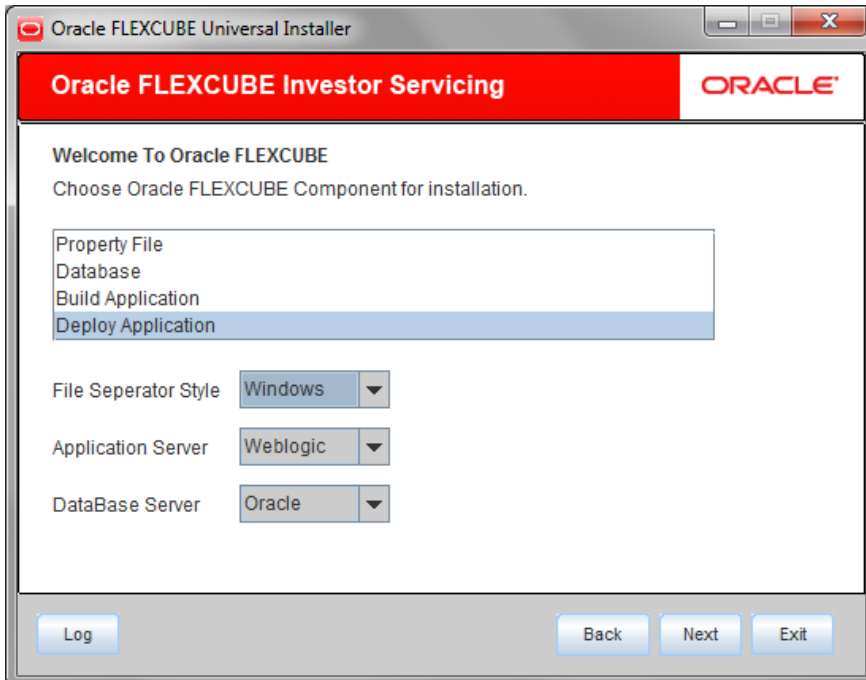 Oracle FLEXCUBE Universal Installer
Oracle FLEXCUBE Investor Servicing
ORACLE
Welcome To Oracle FLEXCUBE
Choose Oracle FLEXCUBE Component for installation.
Property File
Database
Build Application
Deploy Application
File Seperator Style Windows
Application Server Weblogic
DataBase Server Oracle
Log Back Next Exit